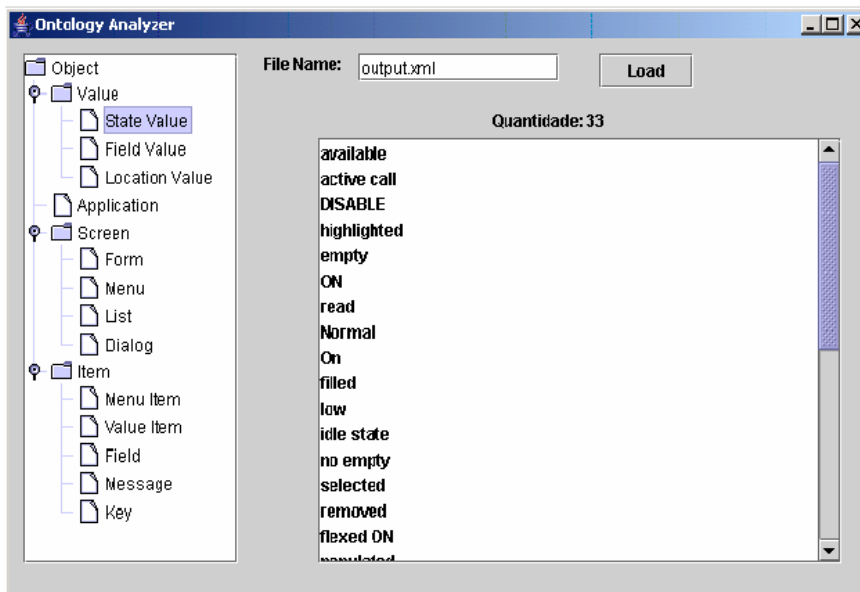 Ontology Analyzer
Object
Value
State Value
Field Value
Location Value
Application
Screen
Form
Menu
List
Dialog
Item
Menu Item
Value Item
Field
Message
Key
File Name:
output.xml
Load
Quantidade: 33
available
active call
DISABLE
highlighted
empty
ON
read
Normal
On
filled
low
idle state
no empty
selected
removed
flexed ON